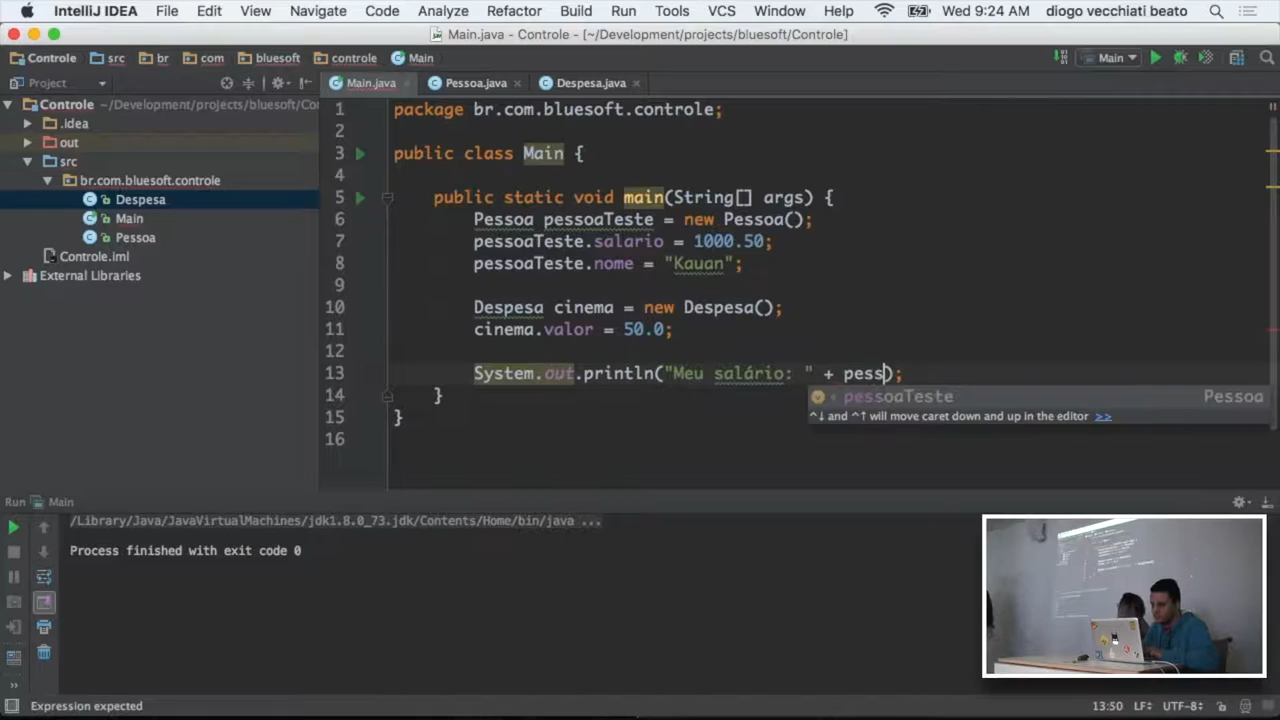 IntelliJ IDEA File Edit View Navigate Code Analyze Refactor Build Run Tools VCS Window Help Wed 9:24 AM diogo vecchiati beato
Main.java - Controle - [~/Development/projects/bluesoft/Controle]
Controle src br com bluesoft controle Main Main
Project Main.java Pessoa.java Despesa.java
Controle ~/Development/projects/bluesoft/Con
.idea
out
src
br.com.bluesoft.controle
Despesa
Main
Pessoa
Controle.iml
External Libraries
1 package br.com.bluesoft.controle;
2
3 public class Main {
4
5 public static void main(String[] args) {
6 Pessoa pessoaTeste = new Pessoa();
7 pessoaTeste.salario = 1000.50;
8 pessoaTeste.nome = "Kauan";
9
10 Despesa cinema = new Despesa();
11 cinema.valor = 50.0;
12
13 System.out.println("Meu salário: " + pess);
14 }
15 }
16
pessoaTeste Pessoa
^↓ and ^↑ will move caret down and up in the editor >>
Run Main
/Library/Java/JavaVirtualMachines/jdk1.8.0_73.jdk/Contents/Home/bin/java ...
Process finished with exit code 0
Expression expected 13:50 LF÷ UTF-8÷